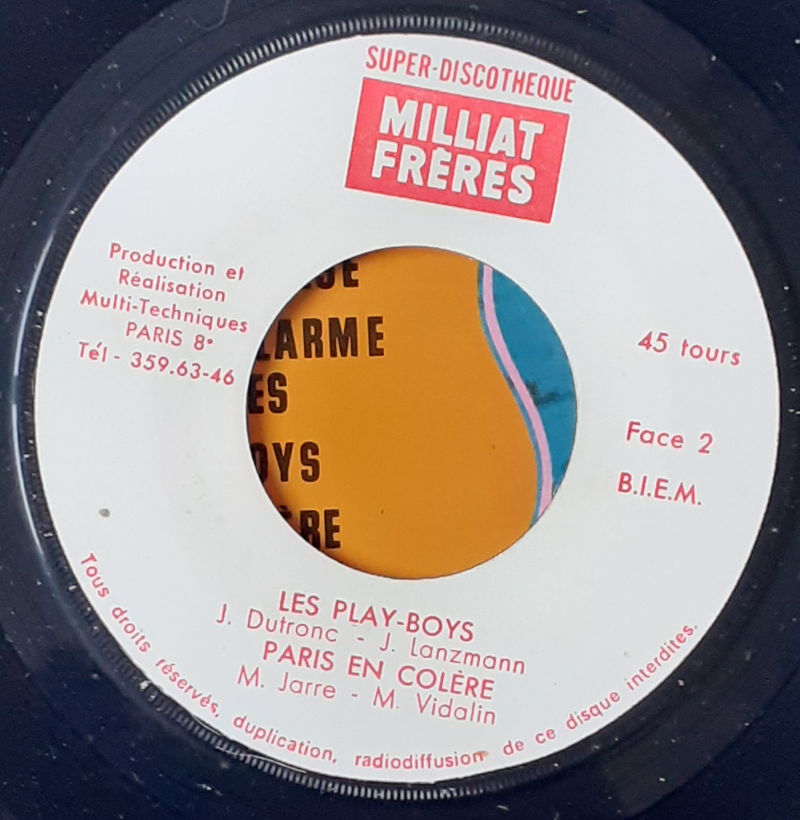 SUPER-DISCOTHEQUE
MILLIAT
FRÈRES
Production et
Réalisation
Multi-Techniques
PARIS 8°
Tél - 359.63-46
45 tours
Face 2
B.I.E.M.
LARME
ES
OYS
RE
LES PLAY-BOYS
J. Dutronc - J. Lanzmann
PARIS EN COLÈRE
M. Jarre - M. Vidalin
Tous droits réservés, duplication, radiodiffusion de ce disque interdites.